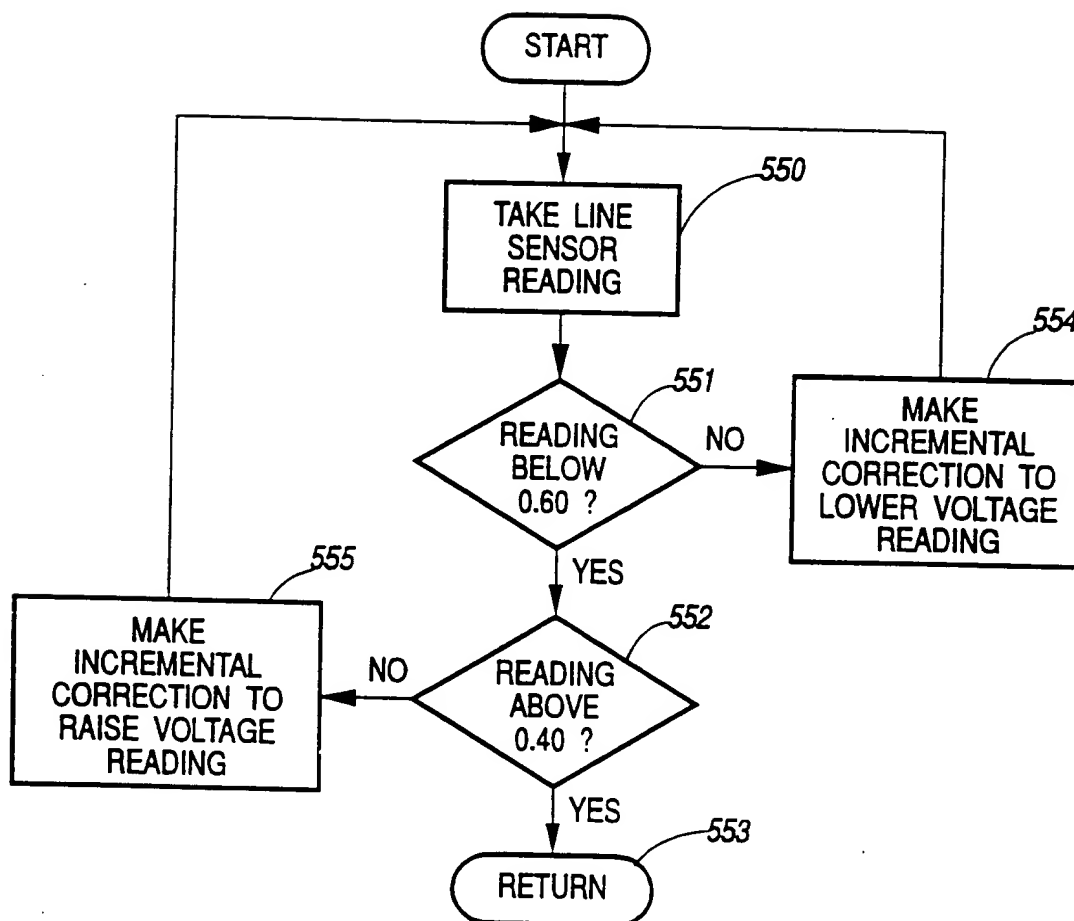 START
550
TAKE LINE
SENSOR
READING
551
READING
BELOW
0.60 ?
NO
554
MAKE
INCREMENTAL
CORRECTION TO
LOWER VOLTAGE
READING
YES
552
READING
ABOVE
0.40 ?
NO
555
MAKE
INCREMENTAL
CORRECTION TO
RAISE VOLTAGE
READING
YES
553
RETURN